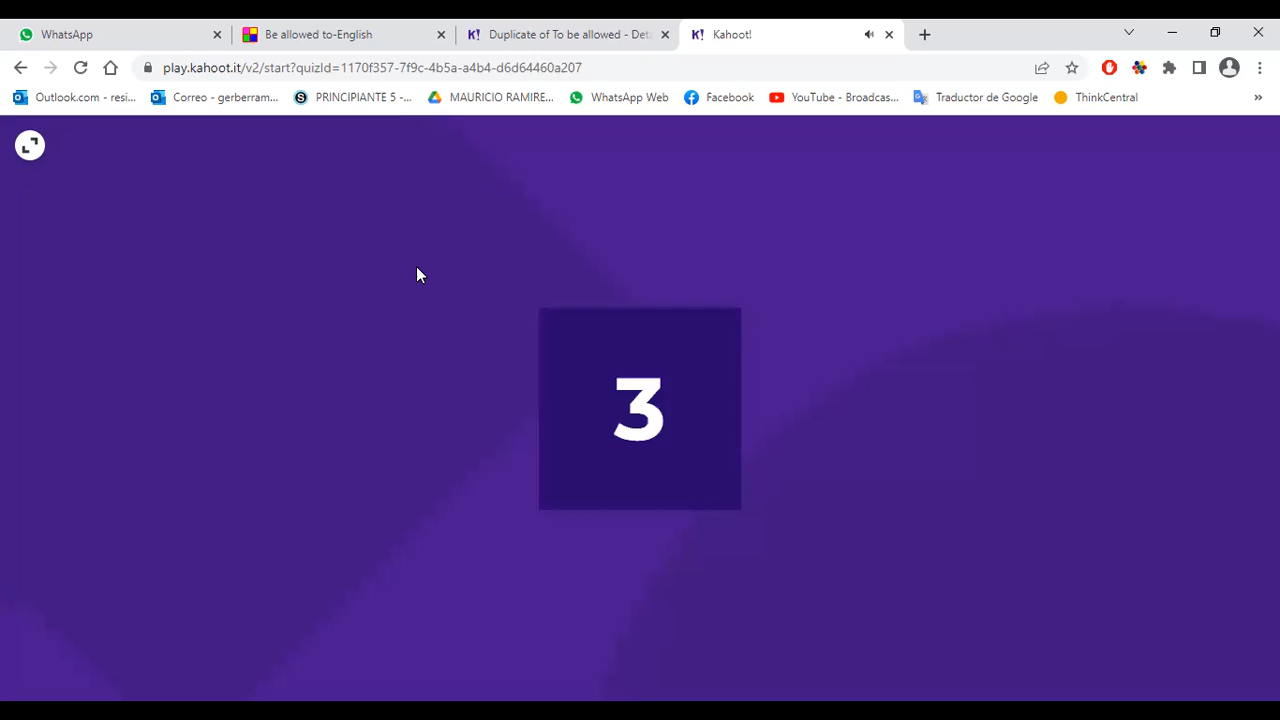 WhatsApp
Be allowed to-English
K! Duplicate of To be allowed - Deta
K! Kahoot!
play.kahoot.it/v2/start?quizId=1170f357-7f9c-4b5a-a4b4-d6d64460a207
Outlook.com - resi...
Correo - gerberram...
S PRINCIPIANTE 5 -...
MAURICIO RAMIRE...
WhatsApp Web
Facebook
YouTube - Broadcas...
Traductor de Google
ThinkCentral
»
3